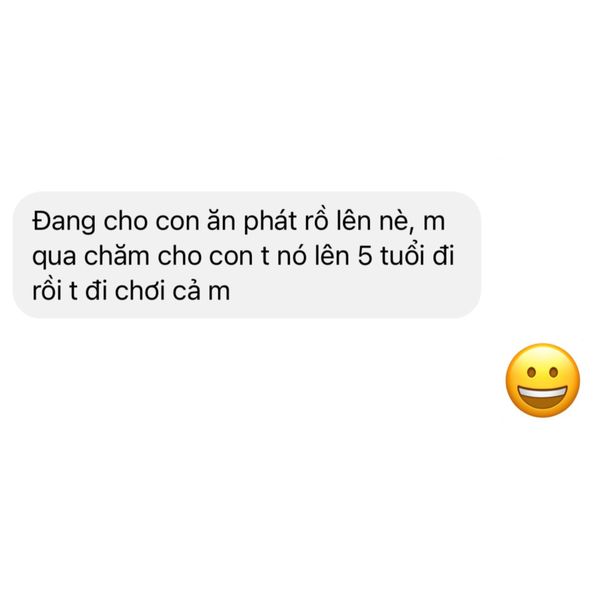 Đang cho con ăn phát rồ lên nè, m
qua chăm cho con t nó lên 5 tuổi đi
rồi t đi chơi cả m